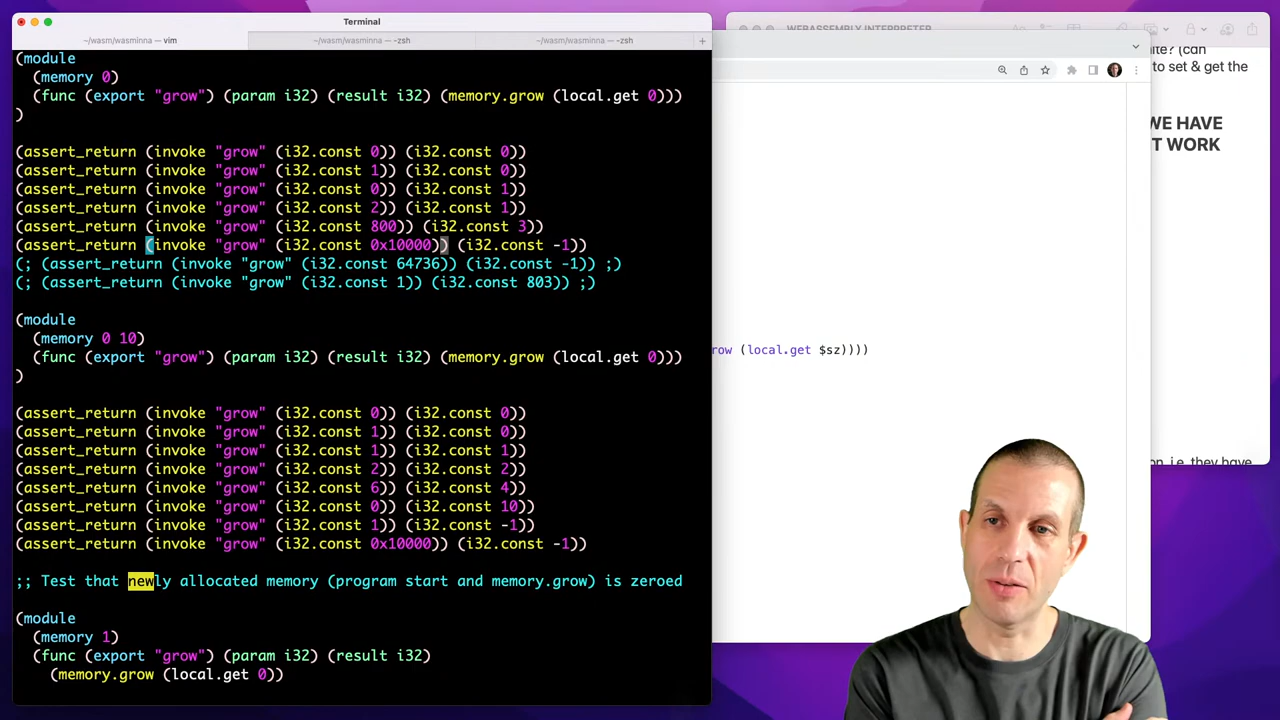 Terminal
~/wasm/wasminna — vim
~/wasm/wasminna — -zsh
~/wasm/wasminna — -zsh
+
(module
(memory 0)
(func (export "grow") (param i32) (result i32) (memory.grow (local.get 0)))
)
(assert_return (invoke "grow" (i32.const 0)) (i32.const 0))
(assert_return (invoke "grow" (i32.const 1)) (i32.const 0))
(assert_return (invoke "grow" (i32.const 0)) (i32.const 1))
(assert_return (invoke "grow" (i32.const 2)) (i32.const 1))
(assert_return (invoke "grow" (i32.const 800)) (i32.const 3))
(assert_return (invoke "grow" (i32.const 0x10000)) (i32.const -1))
(; (assert_return (invoke "grow" (i32.const 64736)) (i32.const -1)) ;)
(; (assert_return (invoke "grow" (i32.const 1)) (i32.const 803)) ;)
(module
(memory 0 10)
(func (export "grow") (param i32) (result i32) (memory.grow (local.get 0)))
)
(assert_return (invoke "grow" (i32.const 0)) (i32.const 0))
(assert_return (invoke "grow" (i32.const 1)) (i32.const 0))
(assert_return (invoke "grow" (i32.const 1)) (i32.const 1))
(assert_return (invoke "grow" (i32.const 2)) (i32.const 2))
(assert_return (invoke "grow" (i32.const 6)) (i32.const 4))
(assert_return (invoke "grow" (i32.const 0)) (i32.const 10))
(assert_return (invoke "grow" (i32.const 1)) (i32.const -1))
(assert_return (invoke "grow" (i32.const 0x10000)) (i32.const -1))
;; Test that newly allocated memory (program start and memory.grow) is zeroed
(module
(memory 1)
(func (export "grow") (param i32) (result i32)
(memory.grow (local.get 0))
WEBASSEMBLY INTERPRETER
row (local.get $sz))))
(can
to set & get the
WE HAVE
T WORK
i.e. they have